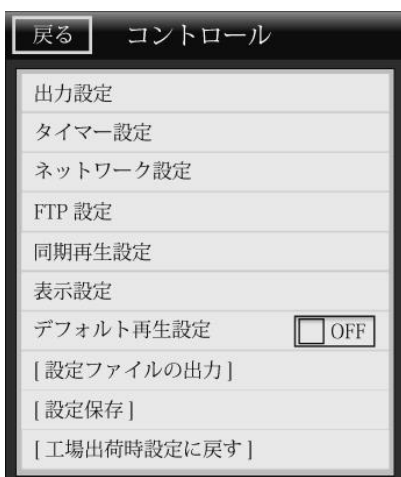 戻る コントロール
出力設定
タイマー設定
ネットワーク設定
FTP 設定
同期再生設定
表示設定
デフォルト再生設定 OFF
[ 設定ファイルの出力 ]
[ 設定保存 ]
[ 工場出荷時設定に戻す ]